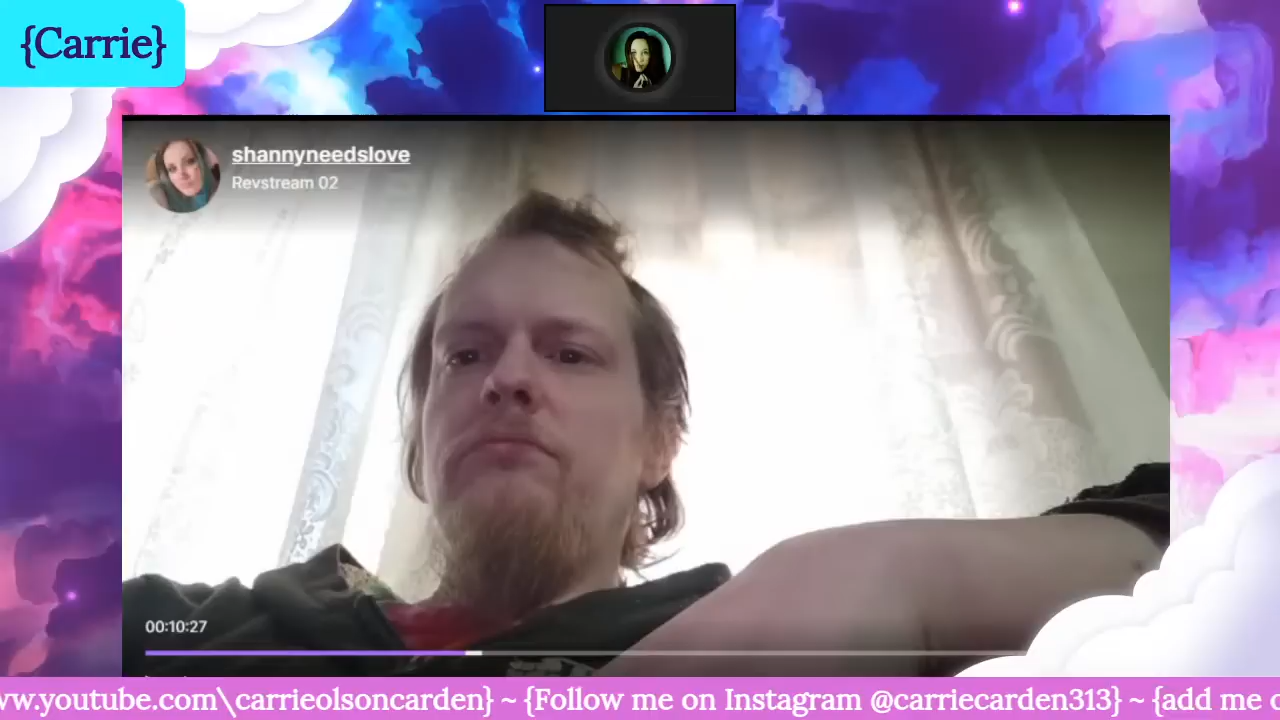 {Carrie}
shannyneedslove
Revstream 02
00:10:27
ww.youtube.com\carrieolsoncarden} ~ {Follow me on Instagram @carriecarden313} ~ {add me